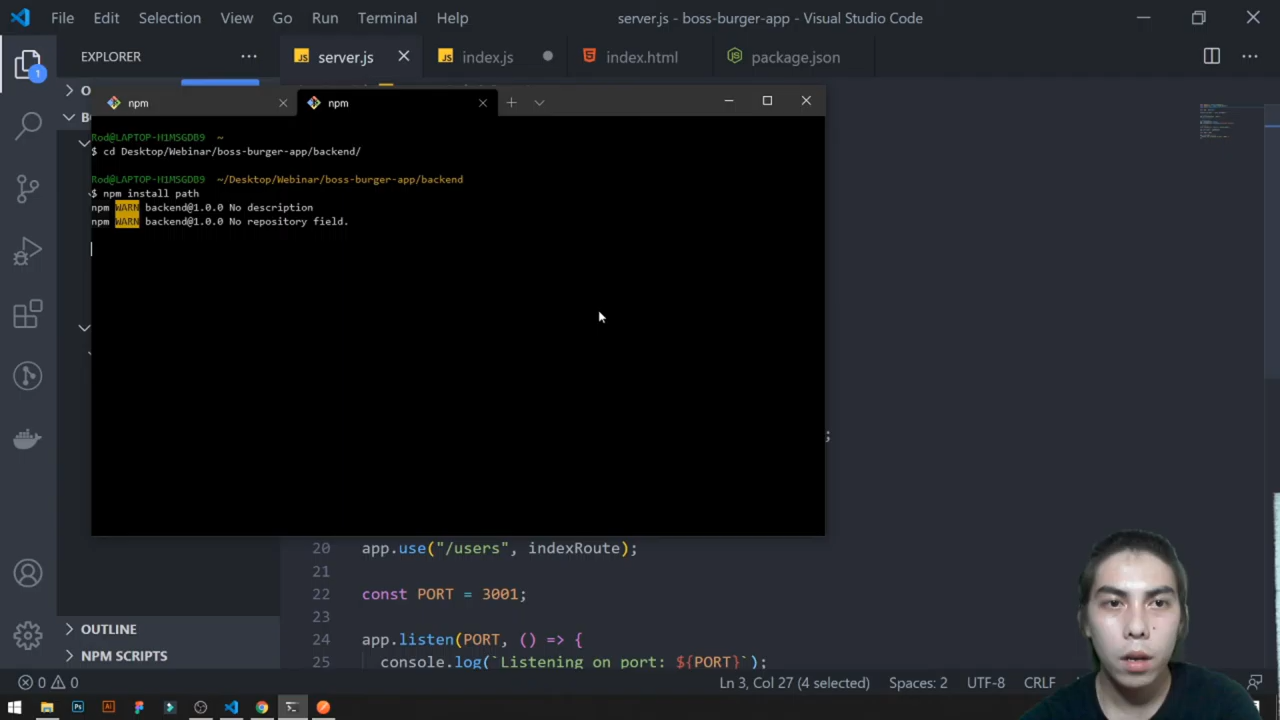 File Edit Selection View Go Run Terminal Help
server.js - boss-burger-app - Visual Studio Code
EXPLORER
server.js
index.js
index.html
package.json
1
O
B
npm
npm
Rod@LAPTOP-H1MSGDB9 ~
$ cd Desktop/Webinar/boss-burger-app/backend/
Rod@LAPTOP-H1MSGDB9 ~/Desktop/Webinar/boss-burger-app/backend
$ npm install path
npm WARN backend@1.0.0 No description
npm WARN backend@1.0.0 No repository field.
;
20 app.use("/users", indexRoute);
21
22 const PORT = 3001;
23
24 app.listen(PORT, () => {
25 console.log(`Listening on port: ${PORT}`);
OUTLINE
NPM SCRIPTS
0 0
Ln 3, Col 27 (4 selected)
Spaces: 2
UTF-8
CRLF